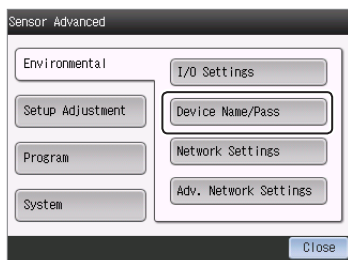 Sensor Advanced
Environmental
Setup Adjustment
Program
System
I/O Settings
Device Name/Pass
Network Settings
Adv. Network Settings
Close